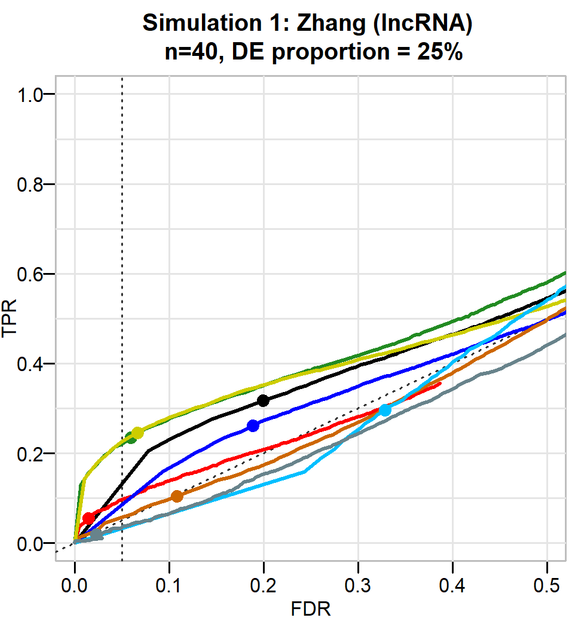 Simulation 1: Zhang (lncRNA)
n=40, DE proportion = 25%
1.0
0.8
0.6
0.4
0.2
0.0
TPR
0.0 0.1 0.2 0.3 0.4 0.5
FDR